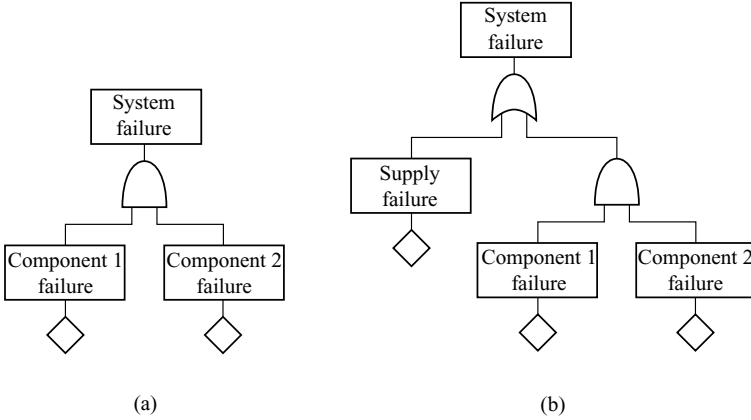 System
failure
Component 1
failure
Component 2
failure
(a)
System
failure
Supply
failure
Component 1
failure
Component 2
failure
(b)